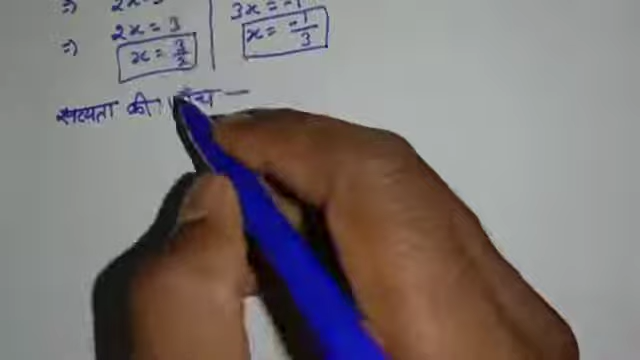 ⇒ 2x = 3
x = 3/2
3x = -1
x = -1/3
सत्यता की जाँच —